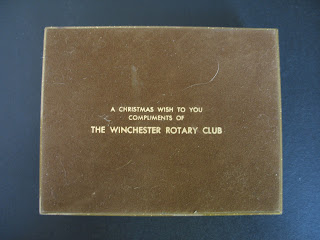 A CHRISTMAS WISH TO YOU
COMPLIMENTS OF
THE WINCHESTER ROTARY CLUB